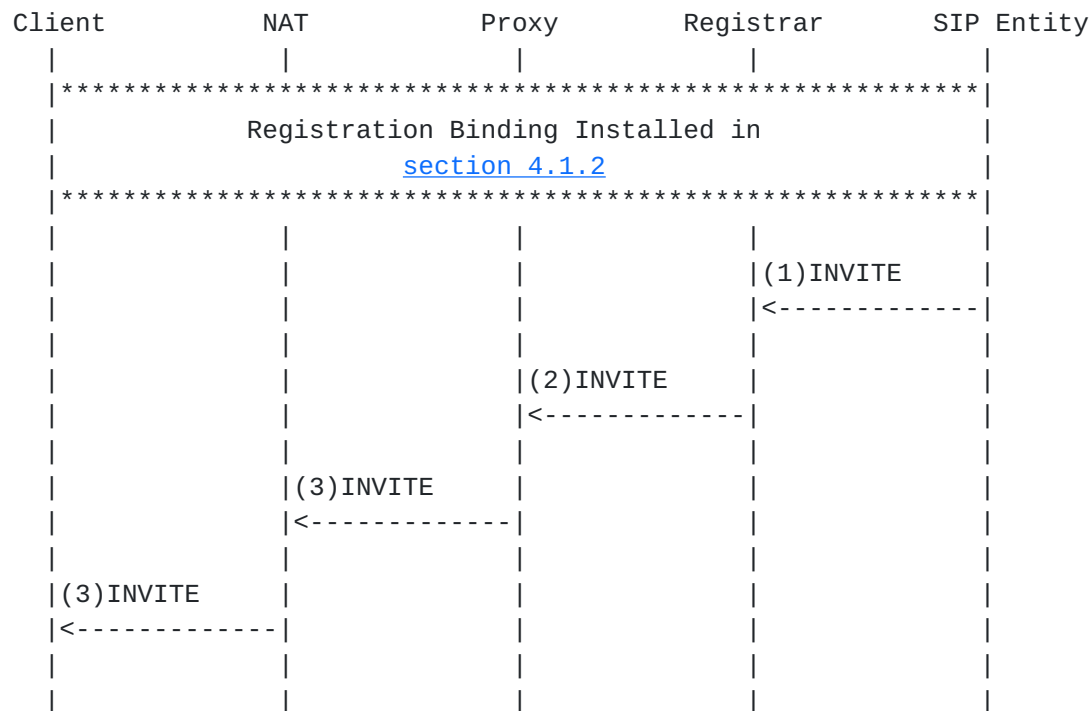 Client          NAT           Proxy        Registrar       SIP Entity
  |              |              |              |              |
  |***********************************************************|
  |            Registration Binding Installed in              |
  |                      section 4.1.2                        |
  |***********************************************************|
  |              |              |              |              |
  |              |              |              |(1)INVITE     |
  |              |              |              |<-------------|
  |              |              |              |              |
  |              |              |(2)INVITE     |              |
  |              |              |<-------------|              |
  |              |              |              |              |
  |              |(3)INVITE     |              |              |
  |              |<-------------|              |              |
  |              |              |              |              |
  |(3)INVITE     |              |              |              |
  |<-------------|              |              |              |
  |              |              |              |              |
  |              |              |              |              |